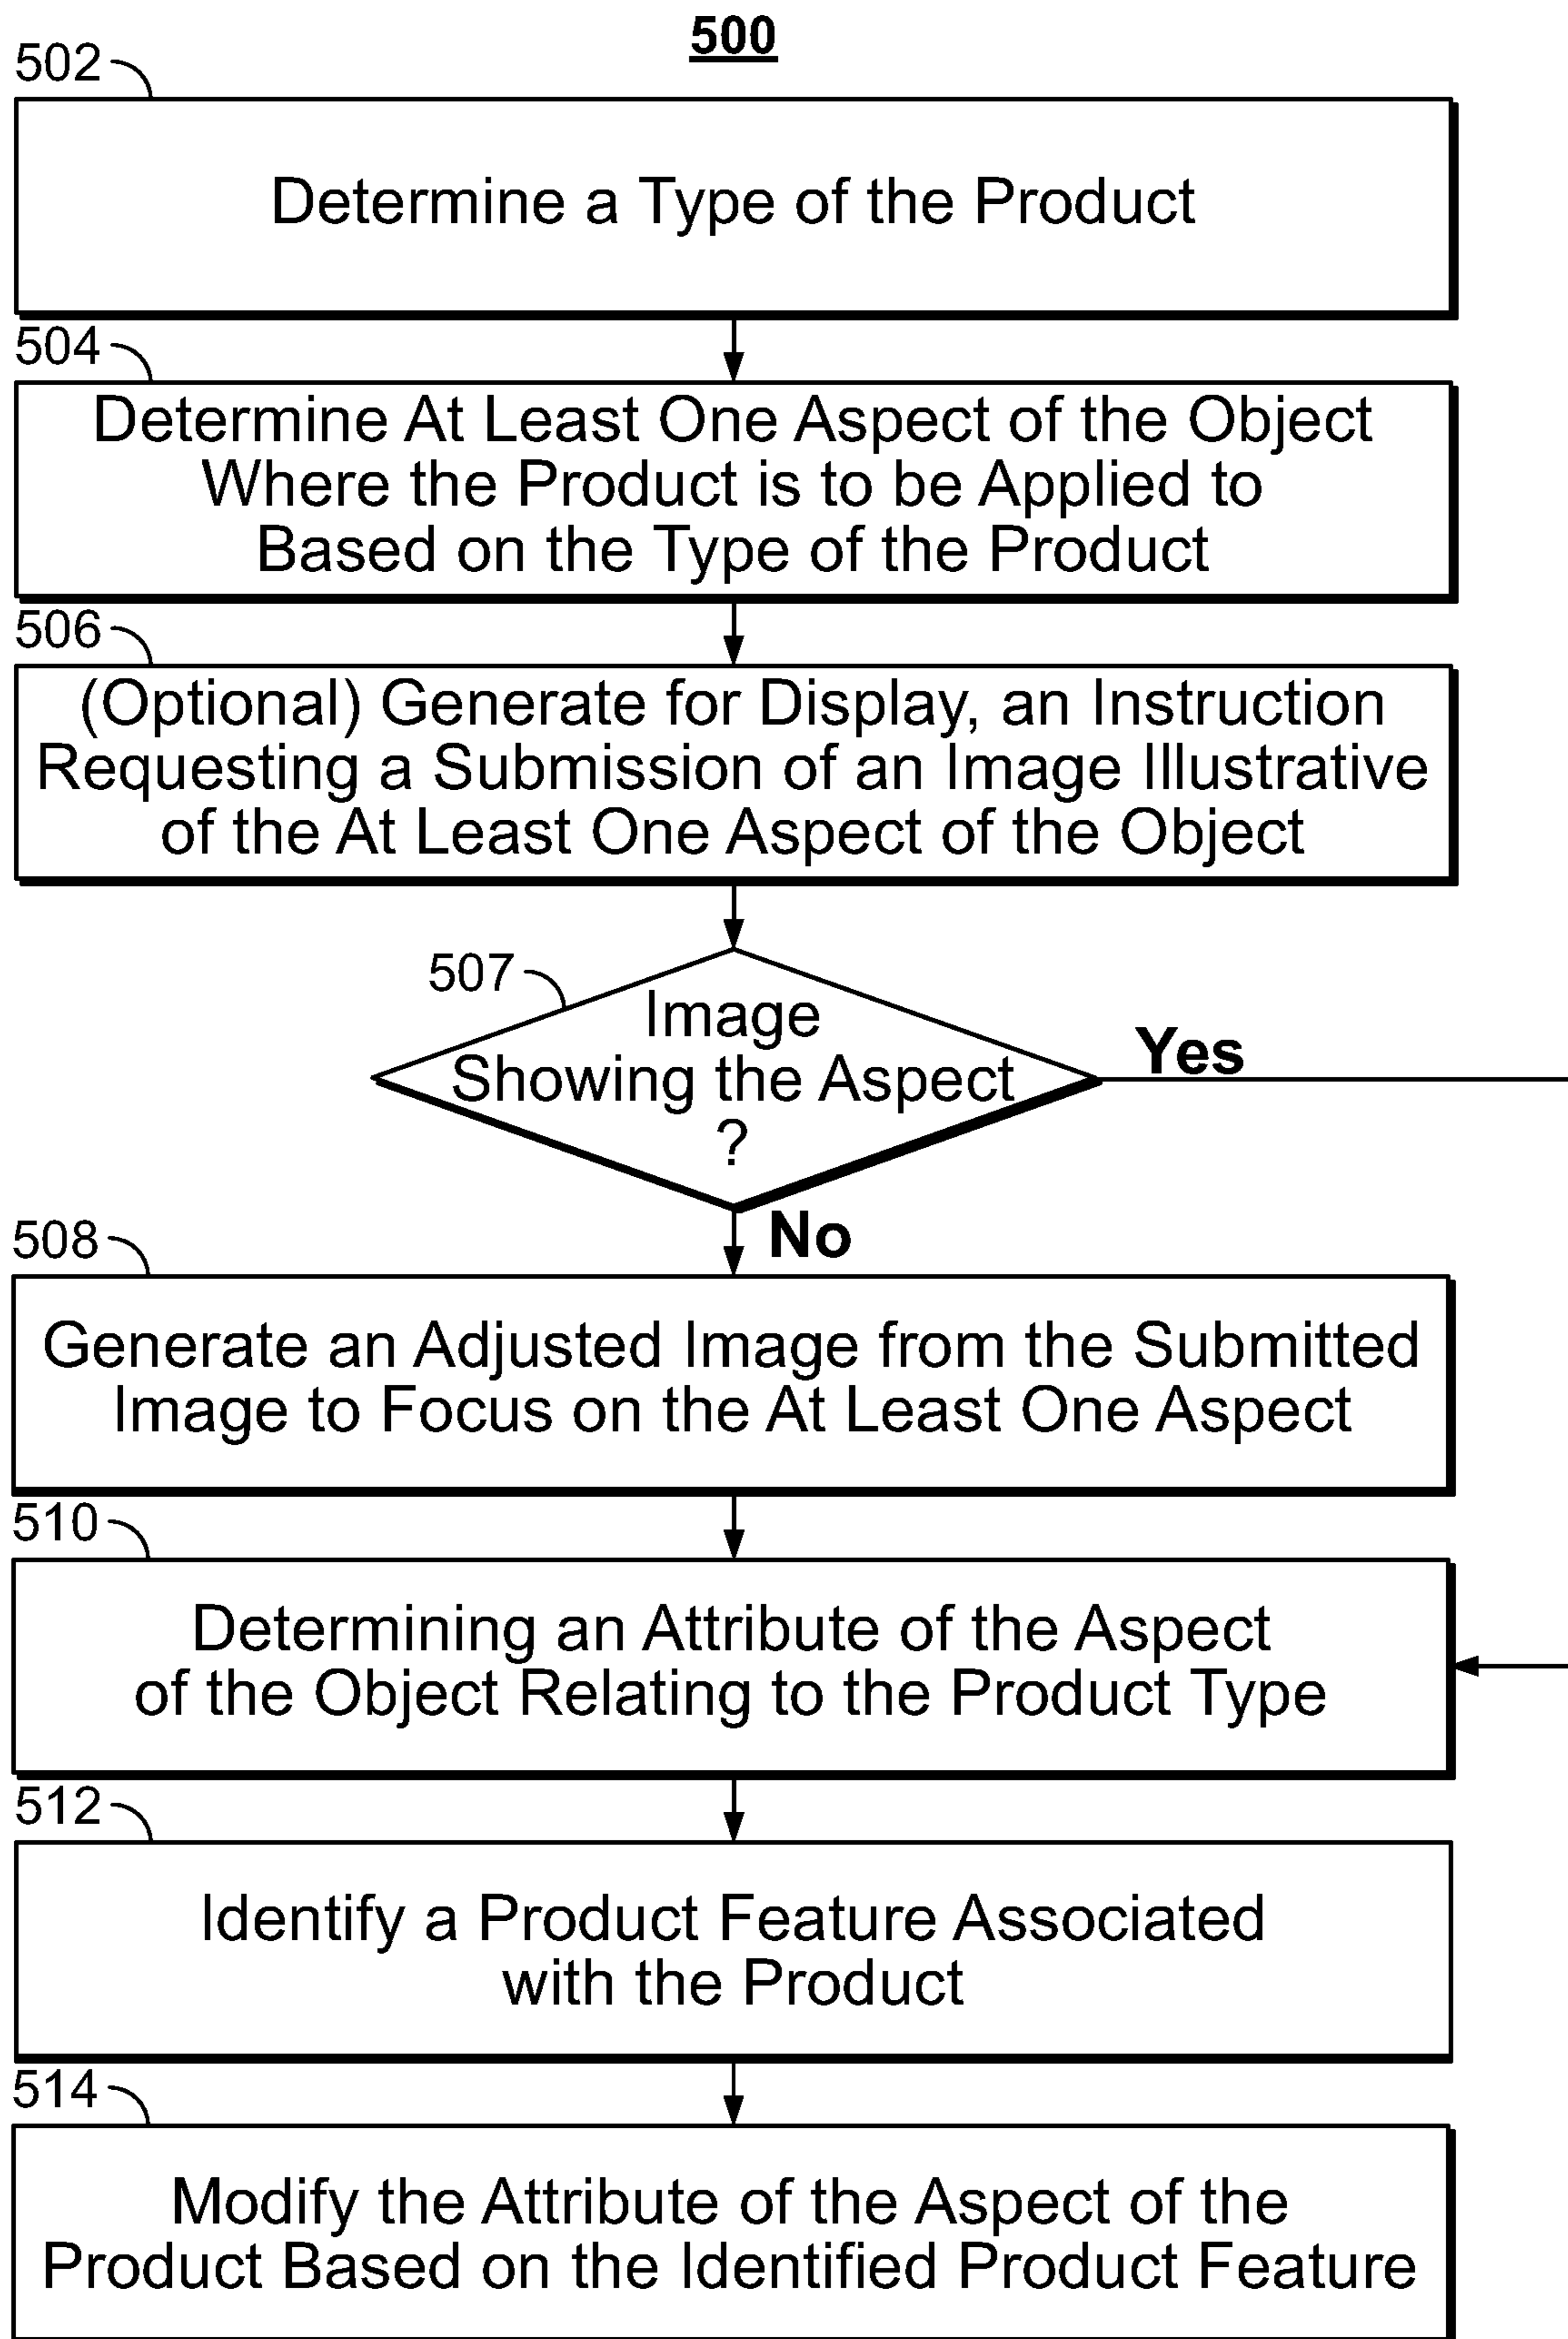 500
502
Determine a Type of the Product
504
Determine At Least One Aspect of the Object
Where the Product is to be Applied to
Based on the Type of the Product
506
(Optional) Generate for Display, an Instruction
Requesting a Submission of an Image Illustrative
of the At Least One Aspect of the Object
507
Image
Showing the Aspect
?
Yes
No
508
Generate an Adjusted Image from the Submitted
Image to Focus on the At Least One Aspect
510
Determining an Attribute of the Aspect
of the Object Relating to the Product Type
512
Identify a Product Feature Associated
with the Product
514
Modify the Attribute of the Aspect of the
Product Based on the Identified Product Feature